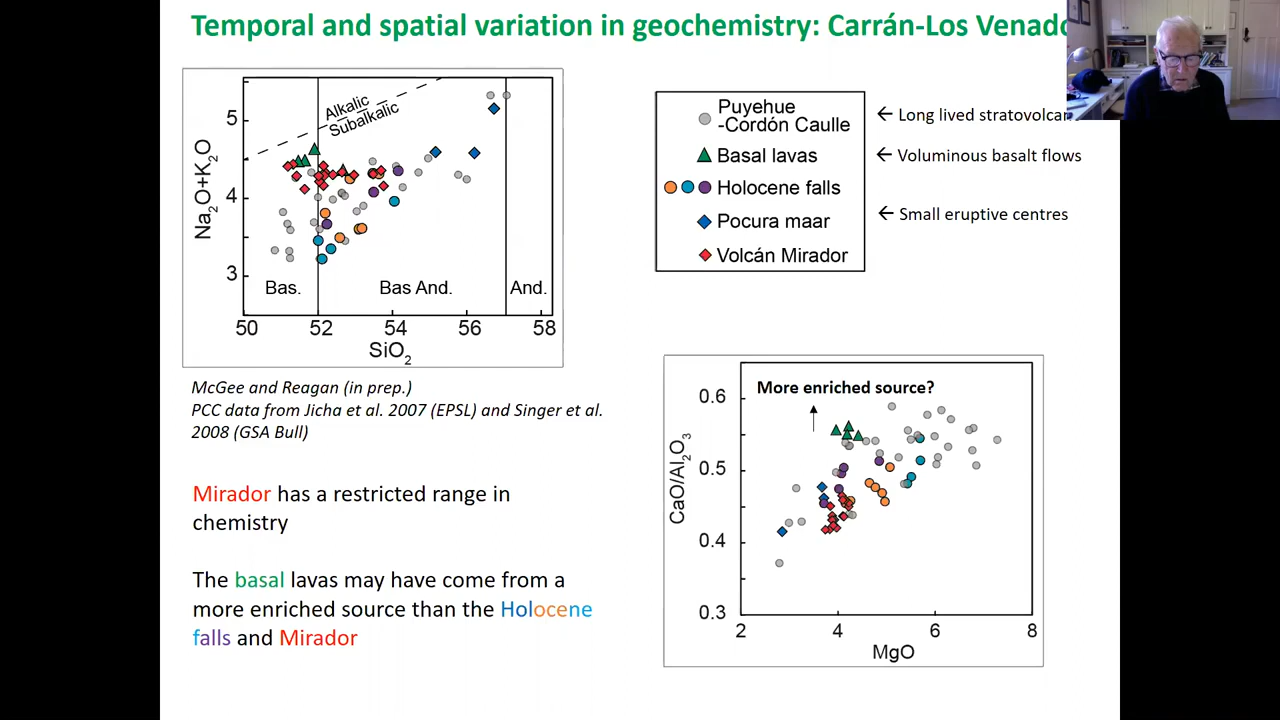 Temporal and spatial variation in geochemistry: Carrán-Los Venado
5
4
3
Na2O+K2O
Alkalic
Subalkalic
Bas.
Bas And.
And.
50
52
54
56
58
SiO2
Puyehue
-Cordón Caulle
← Long lived stratovolcan
Basal lavas
← Voluminous basalt flows
Holocene falls
Pocura maar
← Small eruptive centres
Volcán Mirador
McGee and Reagan (in prep.)
PCC data from Jicha et al. 2007 (EPSL) and Singer et al.
2008 (GSA Bull)
Mirador has a restricted range in
chemistry
The basal lavas may have come from a
more enriched source than the Holocene
falls and Mirador
More enriched source?
0.6
0.5
0.4
0.3
CaO/Al2O3
2
4
6
8
MgO